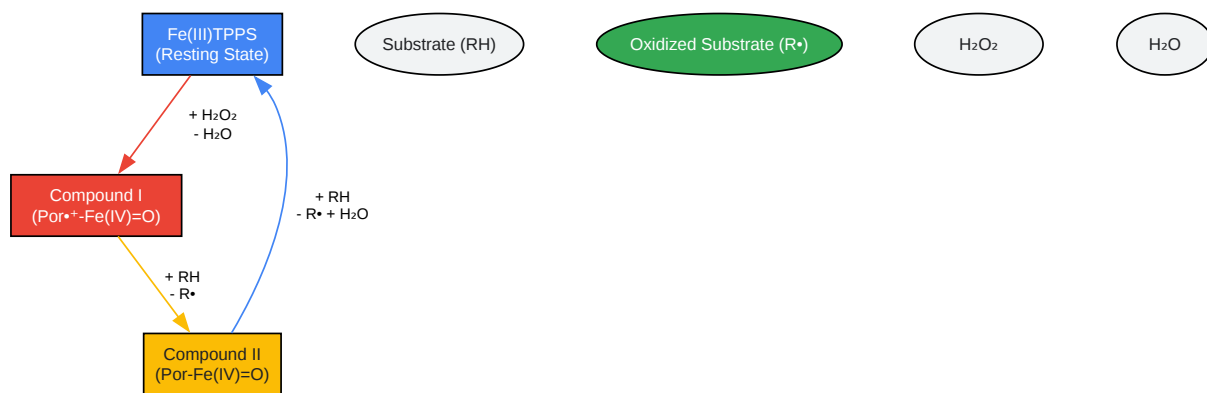 Fe(III)TPPS
(Resting State)
Substrate (RH)
Oxidized Substrate (R•)
H₂O₂
H₂O
+ H₂O₂
- H₂O
Compound I
(Por•⁺-Fe(IV)=O)
+ RH
- R• + H₂O
+ RH
- R•
Compound II
(Por-Fe(IV)=O)